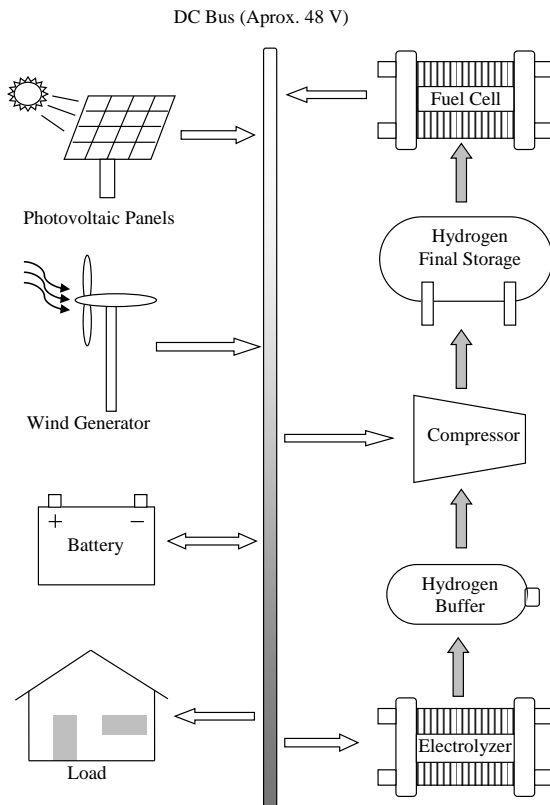 DC Bus (Aprox. 48 V)
Fuel Cell
Photovoltaic Panels
Hydrogen
Final Storage
Wind Generator
Compressor
+ −
Battery
Hydrogen
Buffer
Load
Electrolyzer